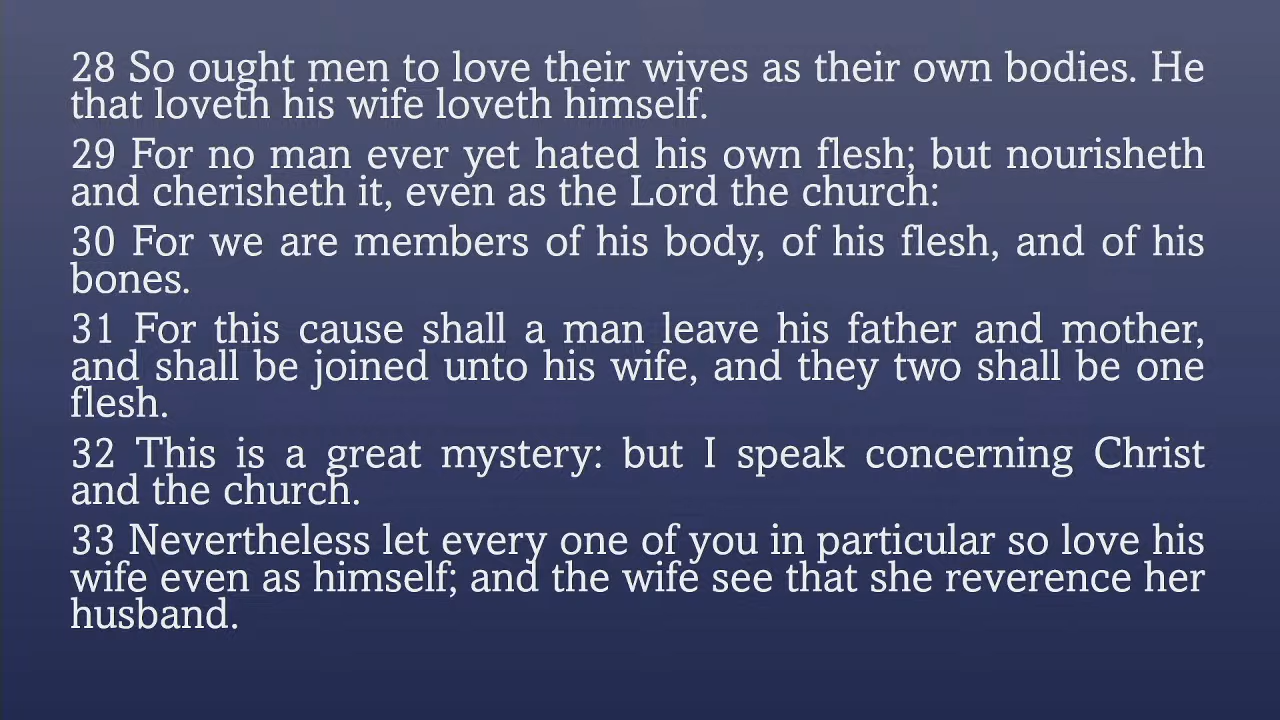 28 So ought men to love their wives as their own bodies. He
that loveth his wife loveth himself.
29 For no man ever yet hated his own flesh; but nourisheth
and cherisheth it, even as the Lord the church:
30 For we are members of his body, of his flesh, and of his
bones.
31 For this cause shall a man leave his father and mother,
and shall be joined unto his wife, and they two shall be one
flesh.
32 This is a great mystery: but I speak concerning Christ
and the church.
33 Nevertheless let every one of you in particular so love his
wife even as himself; and the wife see that she reverence her
husband.